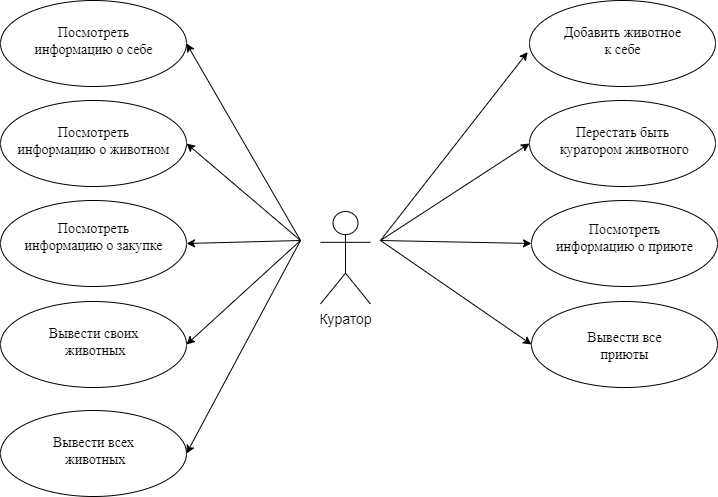 Посмотреть
информацию о себе
Посмотреть
информацию о животном
Посмотреть
информацию о закупке
Вывести своих
животных
Вывести всех
животных
Куратор
Добавить животное
к себе
Перестать быть
куратором животного
Посмотреть
информацию о приюте
Вывести все
приюты